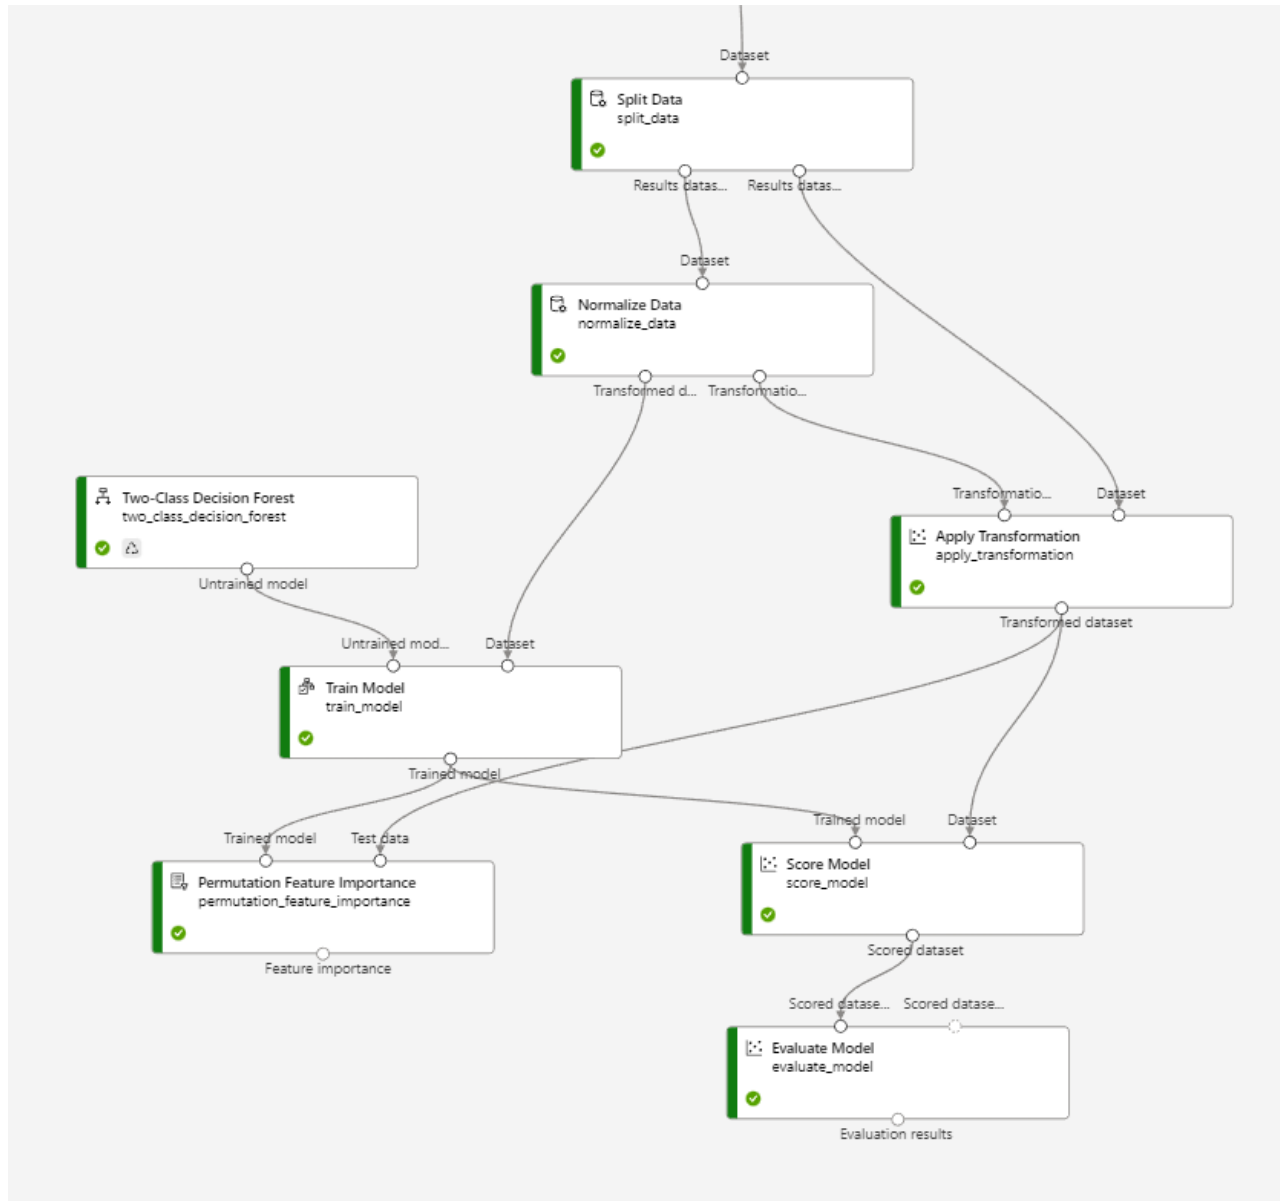 Dataset
Split Data
split_data
Results datas...
Results datas...
Dataset
Normalize Data
normalize_data
Transformed d...
Transformatio...
Two-Class Decision Forest
two_class_decision_forest
Untrained model
Transformatio...
Dataset
Apply Transformation
apply_transformation
Transformed dataset
Untrained mod...
Dataset
Train Model
train_model
Trained model
Trained model
Test data
Permutation Feature Importance
permutation_feature_importance
Feature importance
Trained model
Dataset
Score Model
score_model
Scored dataset
Scored datase...
Scored datase...
Evaluate Model
evaluate_model
Evaluation results